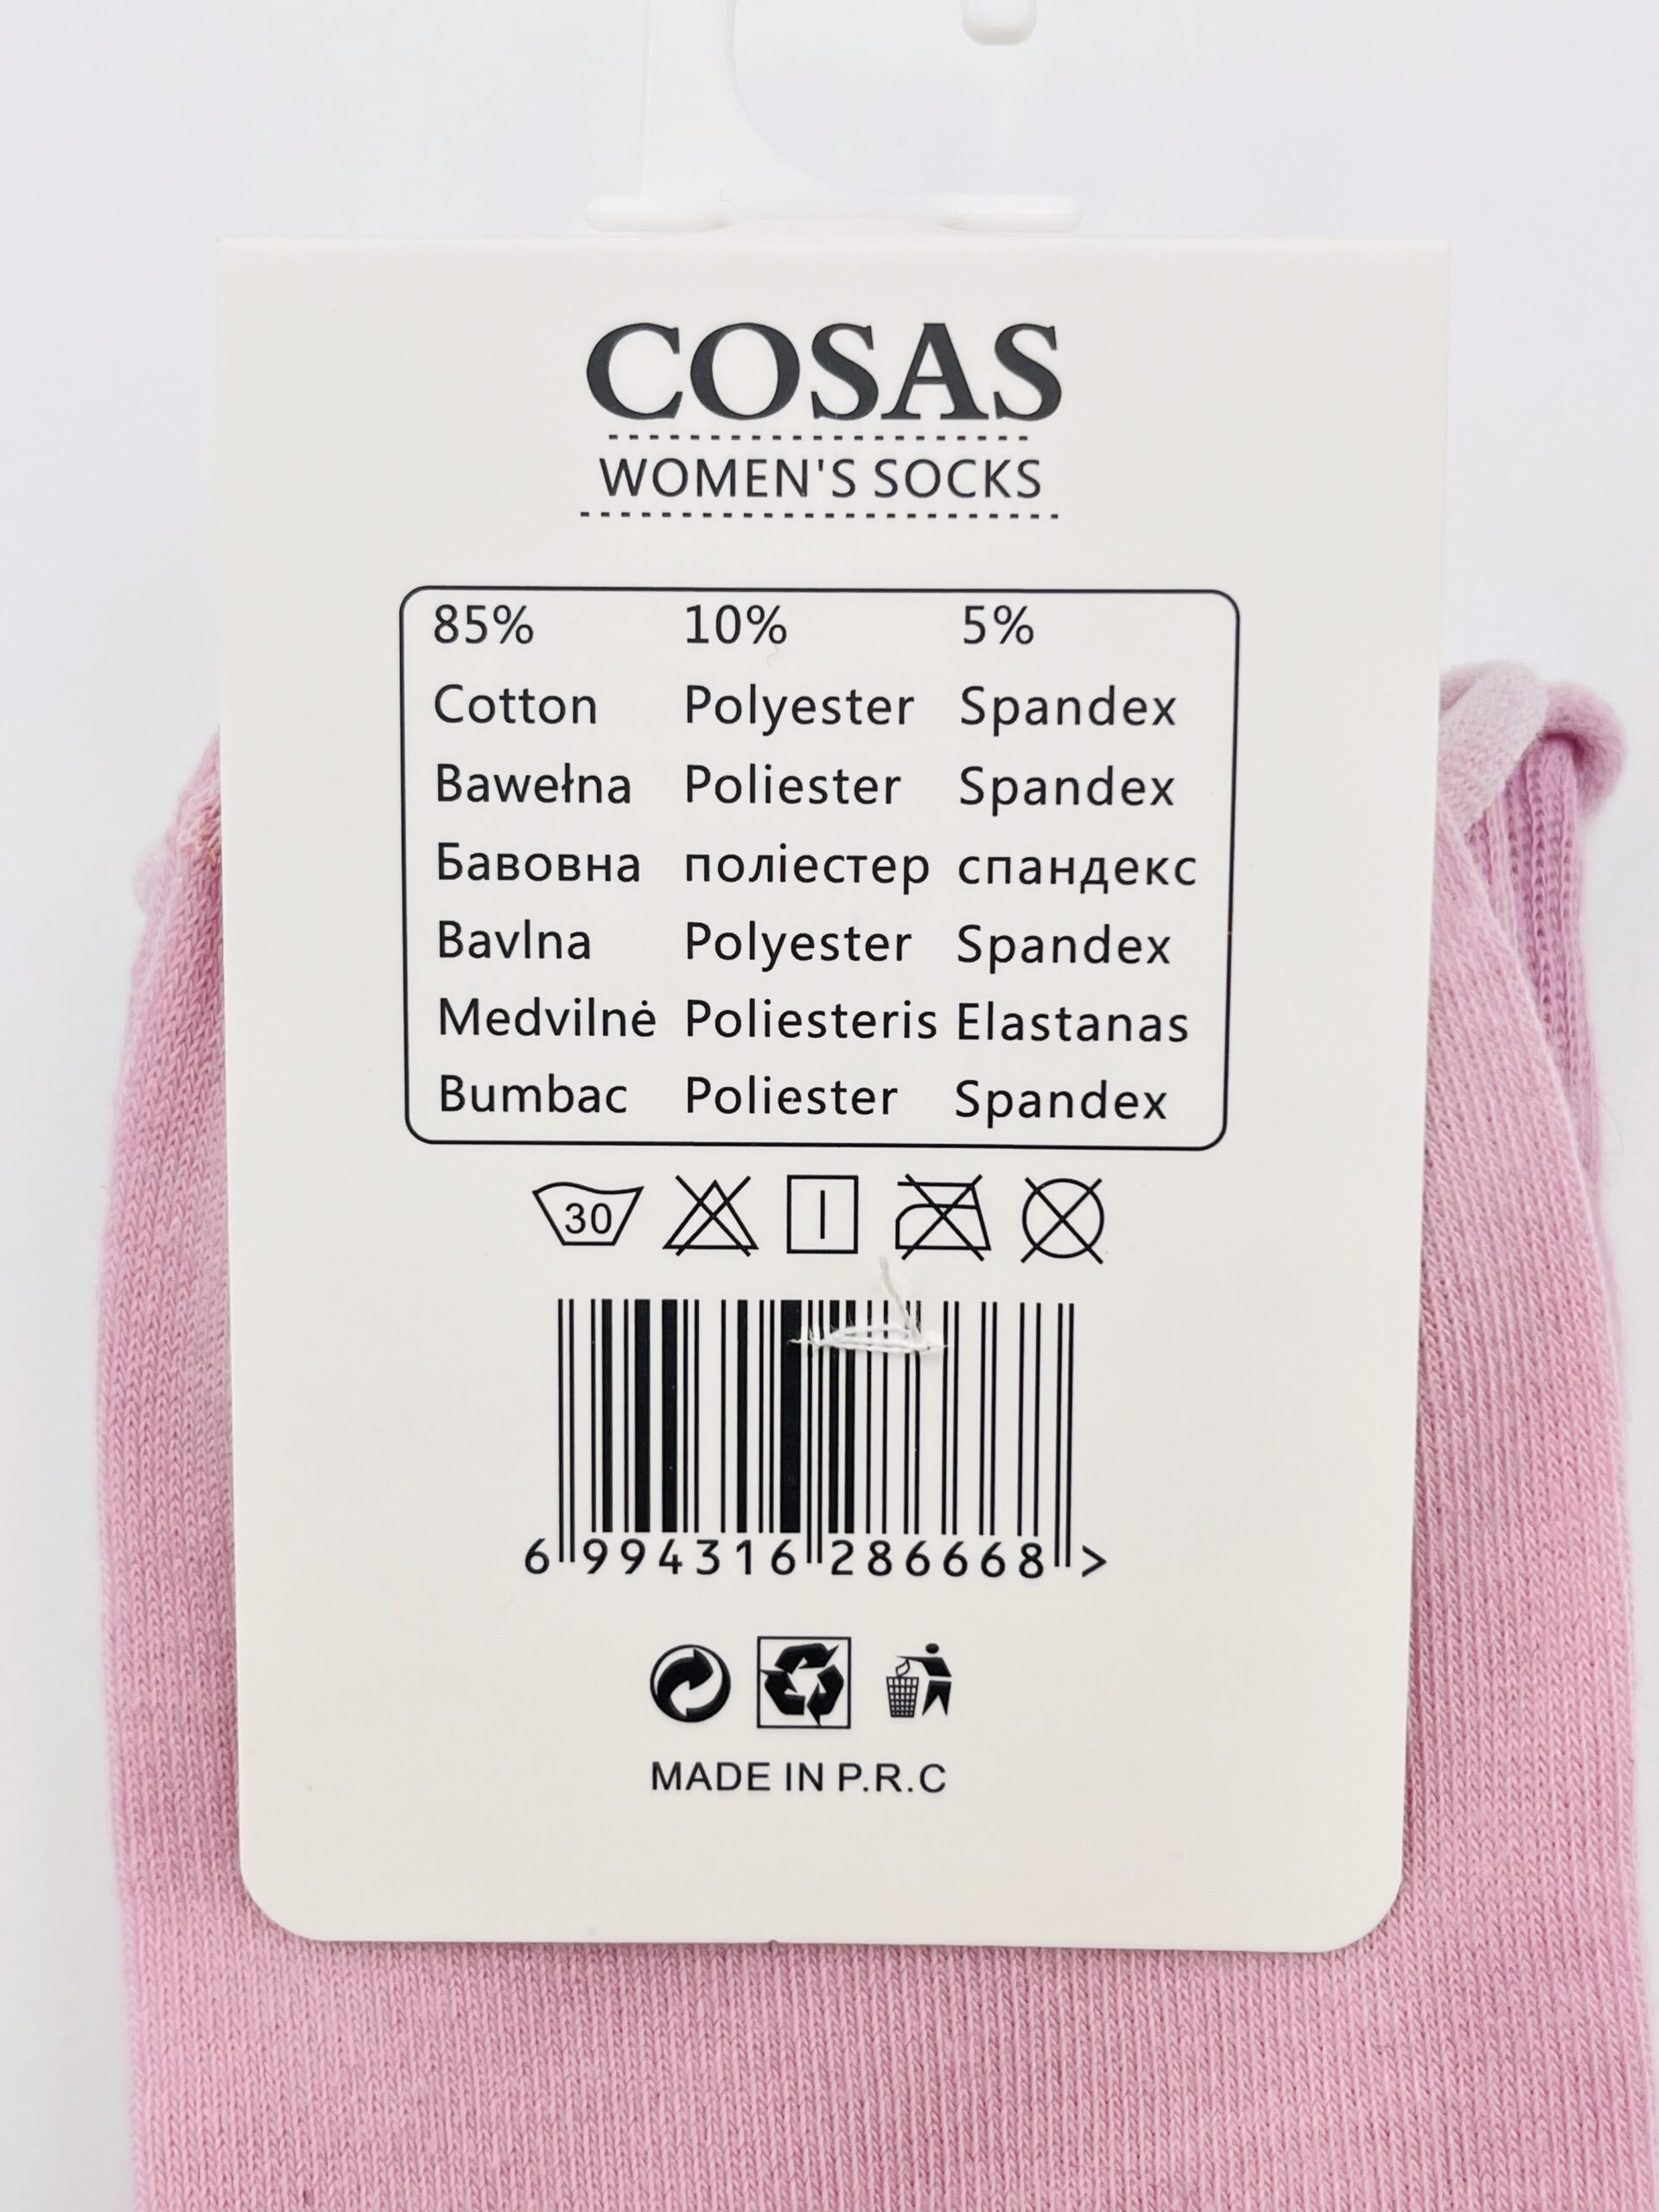 COSAS
WOMEN'S SOCKS
85% 10% 5%
Cotton Polyester Spandex
Bawełna Poliester Spandex
Бавовна поліестер спандекс
Bavlna Polyester Spandex
Medvilnė Poliesteris Elastanas
Bumbac Poliester Spandex
30
6 994316 286668 >
MADE IN P.R.C